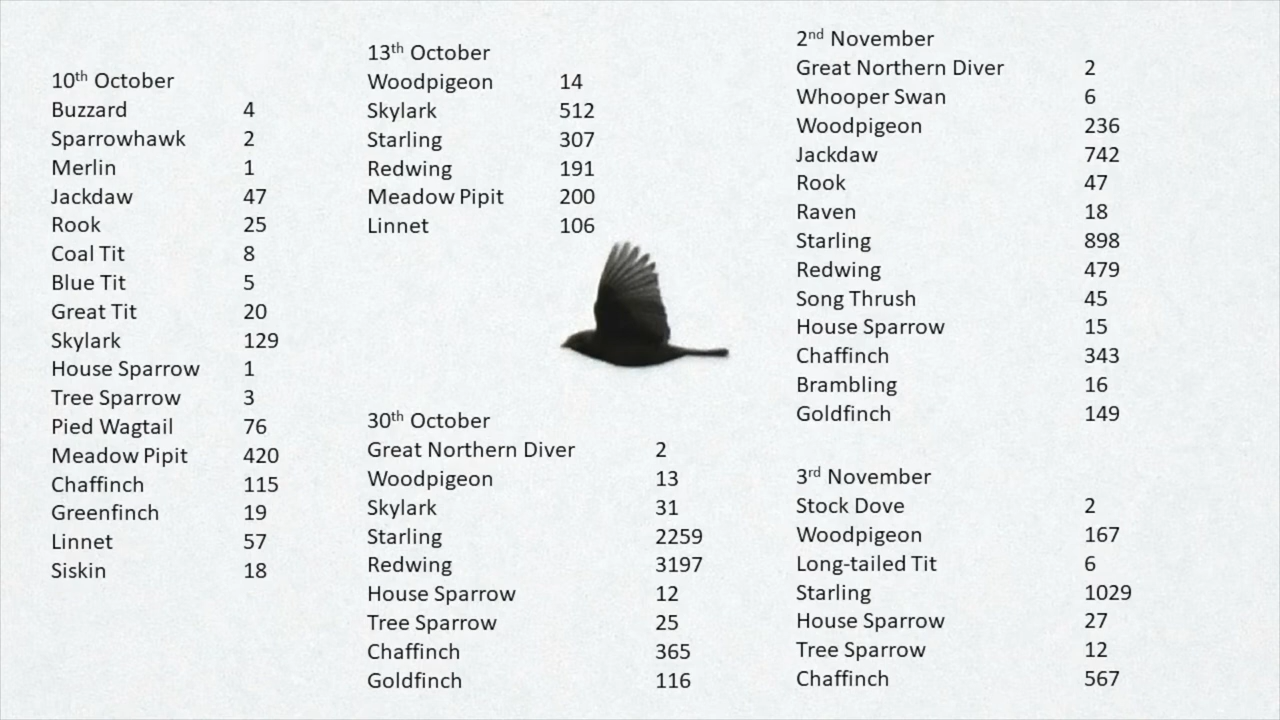 10th October
Buzzard 4
Sparrowhawk 2
Merlin 1
Jackdaw 47
Rook 25
Coal Tit 8
Blue Tit 5
Great Tit 20
Skylark 129
House Sparrow 1
Tree Sparrow 3
Pied Wagtail 76
Meadow Pipit 420
Chaffinch 115
Greenfinch 19
Linnet 57
Siskin 18
13th October
Woodpigeon 14
Skylark 512
Starling 307
Redwing 191
Meadow Pipit 200
Linnet 106
30th October
Great Northern Diver 2
Woodpigeon 13
Skylark 31
Starling 2259
Redwing 3197
House Sparrow 12
Tree Sparrow 25
Chaffinch 365
Goldfinch 116
2nd November
Great Northern Diver 2
Whooper Swan 6
Woodpigeon 236
Jackdaw 742
Rook 47
Raven 18
Starling 898
Redwing 479
Song Thrush 45
House Sparrow 15
Chaffinch 343
Brambling 16
Goldfinch 149
3rd November
Stock Dove 2
Woodpigeon 167
Long-tailed Tit 6
Starling 1029
House Sparrow 27
Tree Sparrow 12
Chaffinch 567